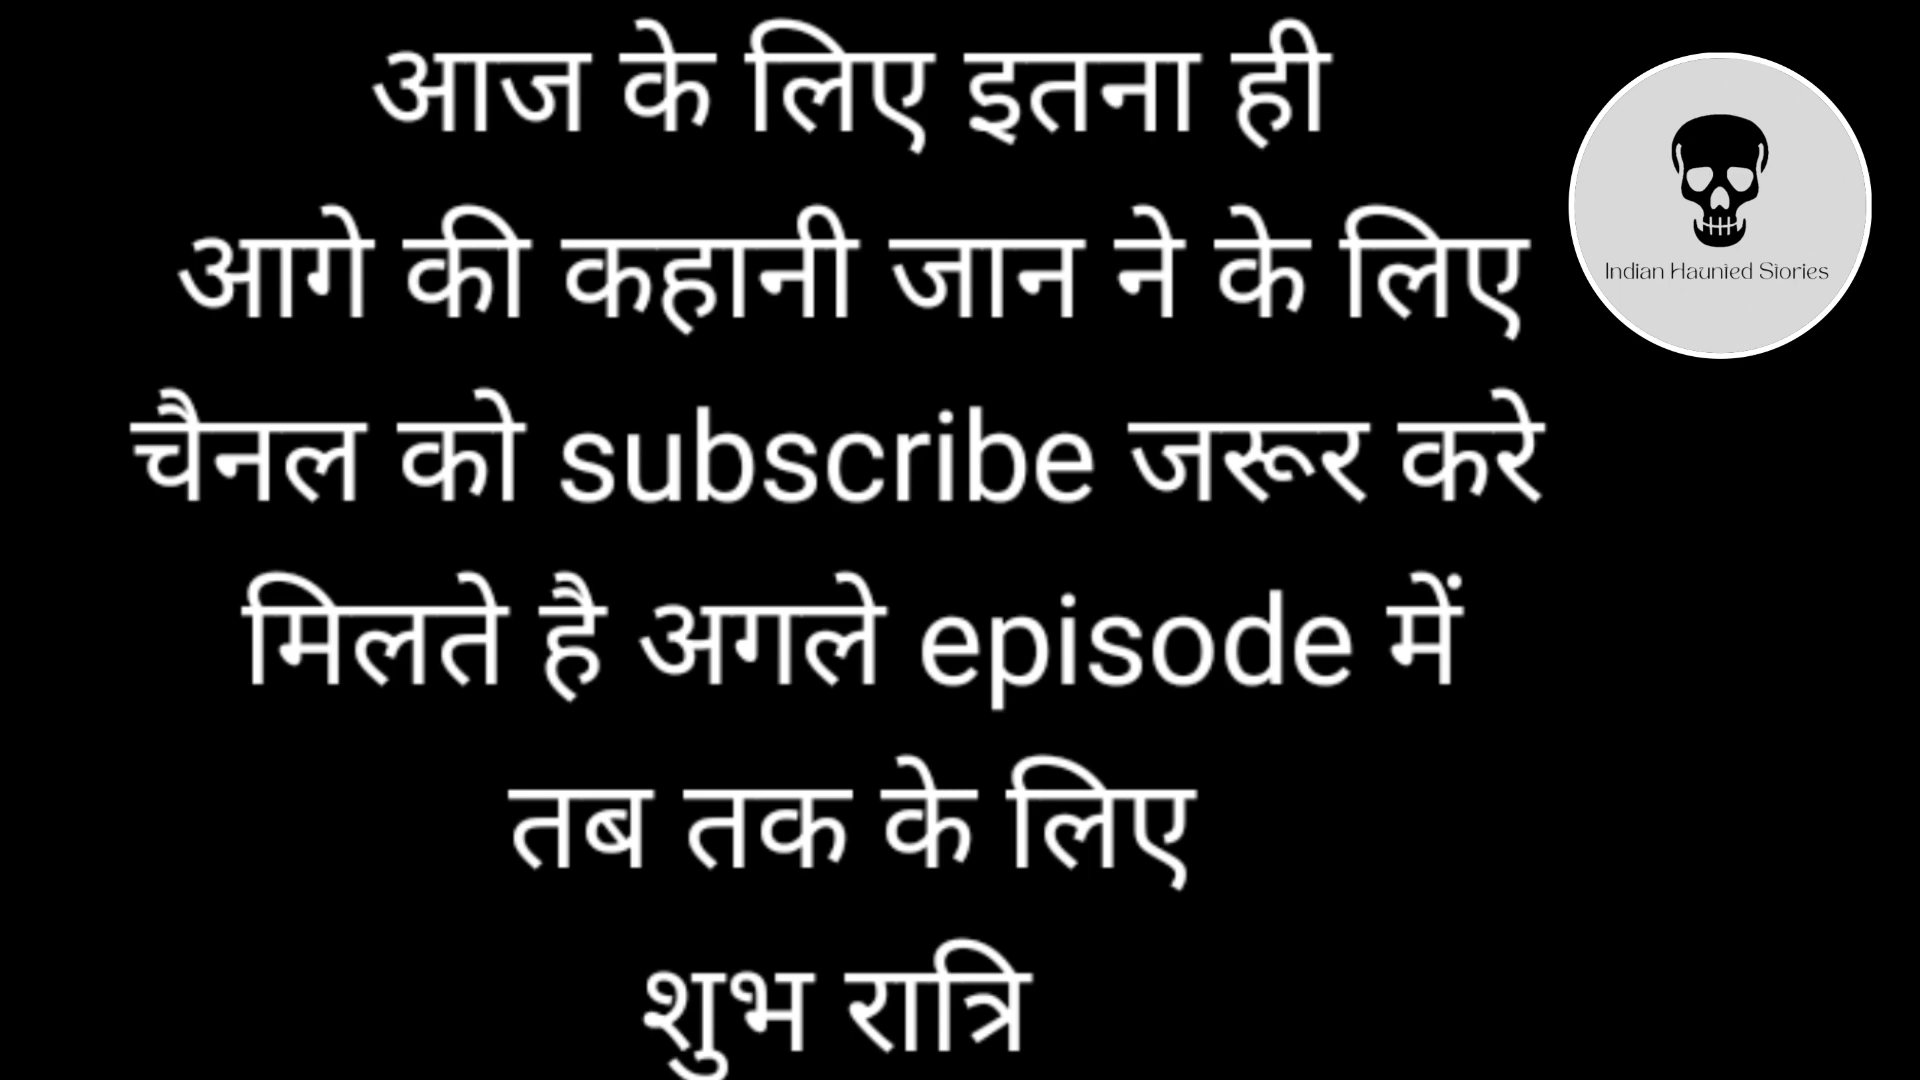 आज के लिए इतना ही
आगे की कहानी जान ने के लिए
चैनल को subscribe जरूर करे
मिलते है अगले episode में
तब तक के लिए
शुभ रात्रि
Indian Haunted Stories